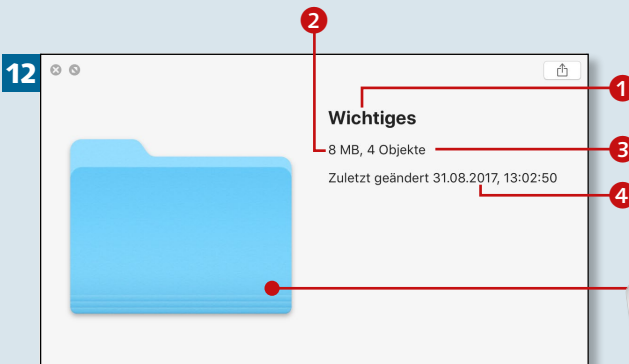 2
12
1
Wichtiges
8 MB, 4 Objekte
3
Zuletzt geändert 31.08.2017, 13:02:50
4